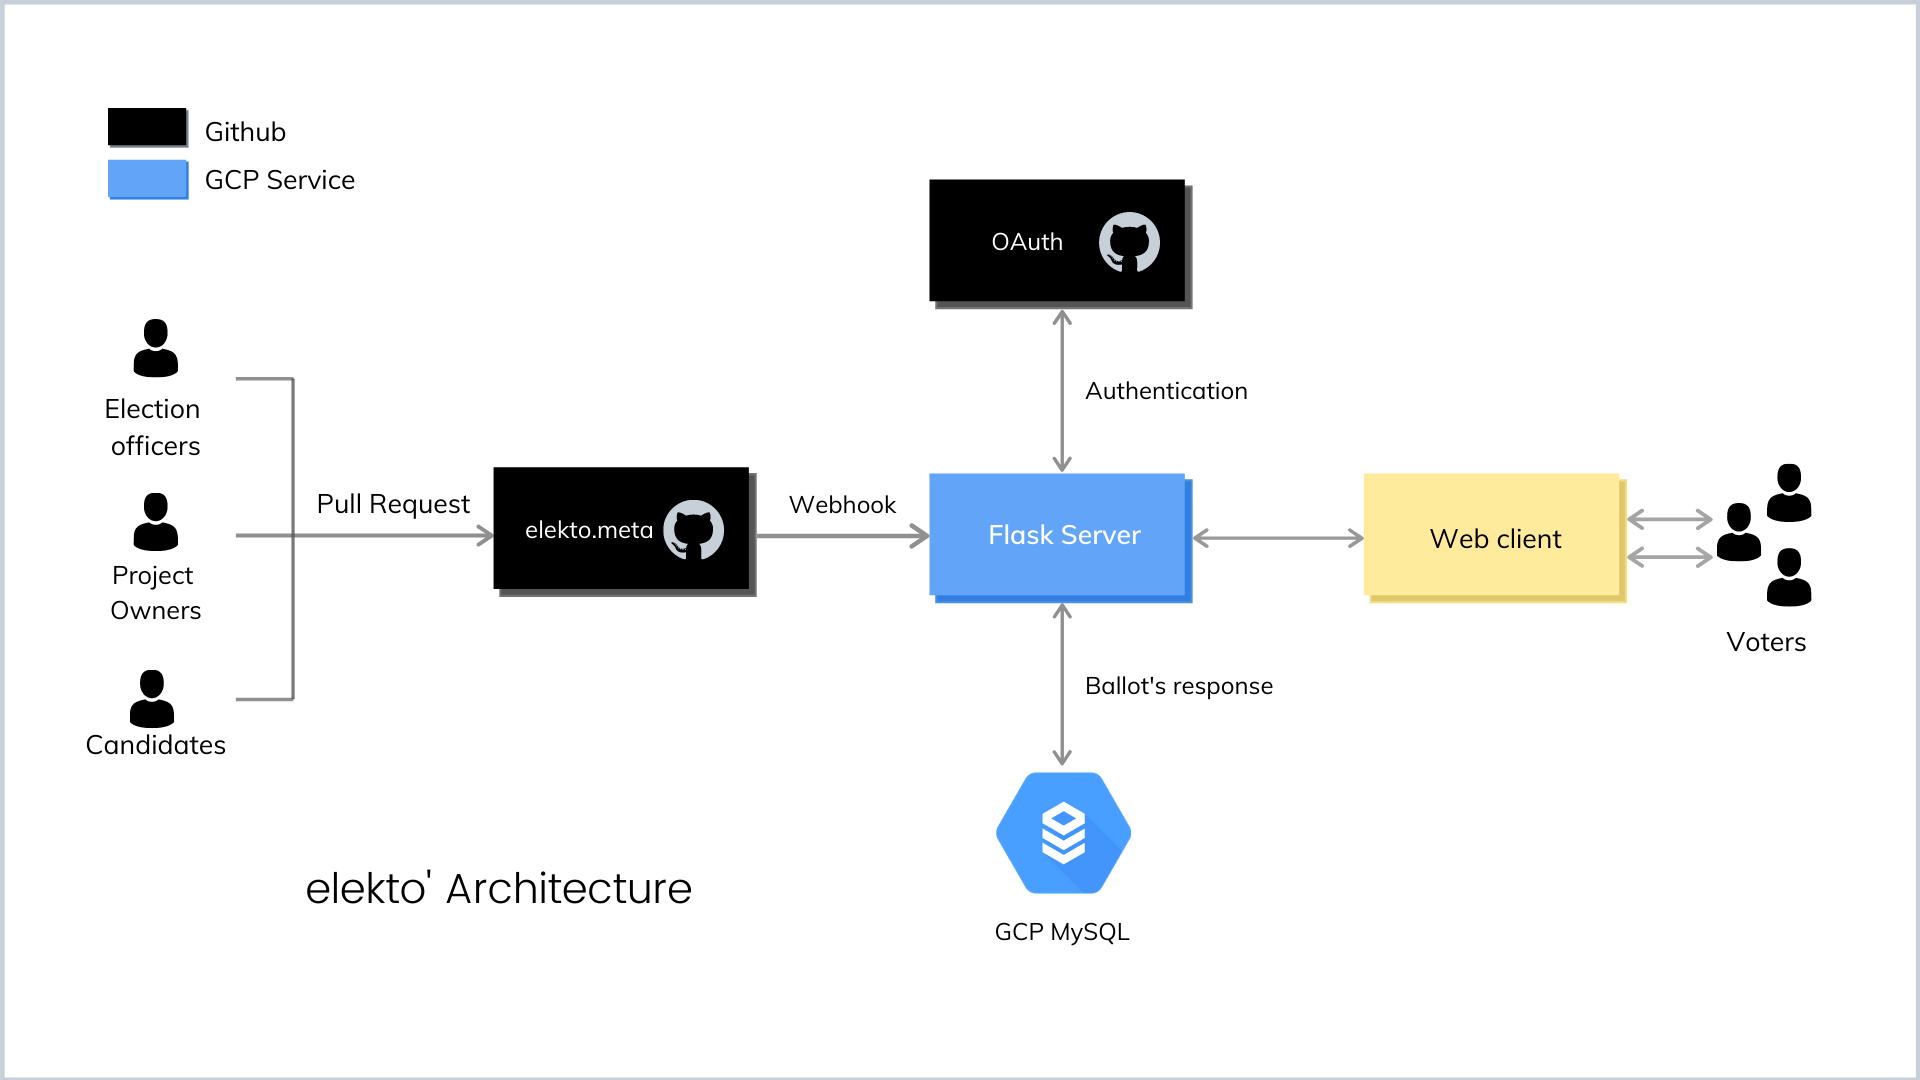 Github
GCP Service
OAuth
Authentication
Election
officers
Project
Owners
Candidates
Pull Request
elekto.meta
Webhook
Flask Server
Web client
Voters
Ballot's response
GCP MySQL
elekto' Architecture